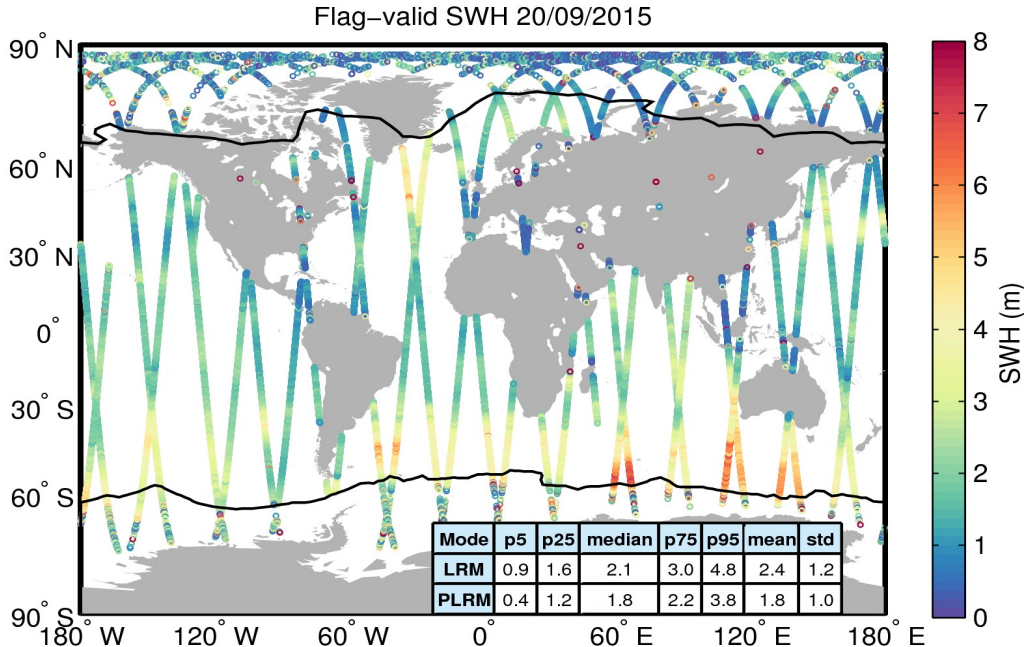 Flag−valid SWH 20/09/2015
90° N
60° N
30° N
0°
30° S
60° S
90° S
180° W 120° W 60° W 0° 60° E 120° E 180° E
Mode p5 p25 median p75 p95 mean std
LRM 0.9 1.6 2.1 3.0 4.8 2.4 1.2
PLRM 0.4 1.2 1.8 2.2 3.8 1.8 1.0
8
7
6
5
4
3
2
1
0
SWH (m)